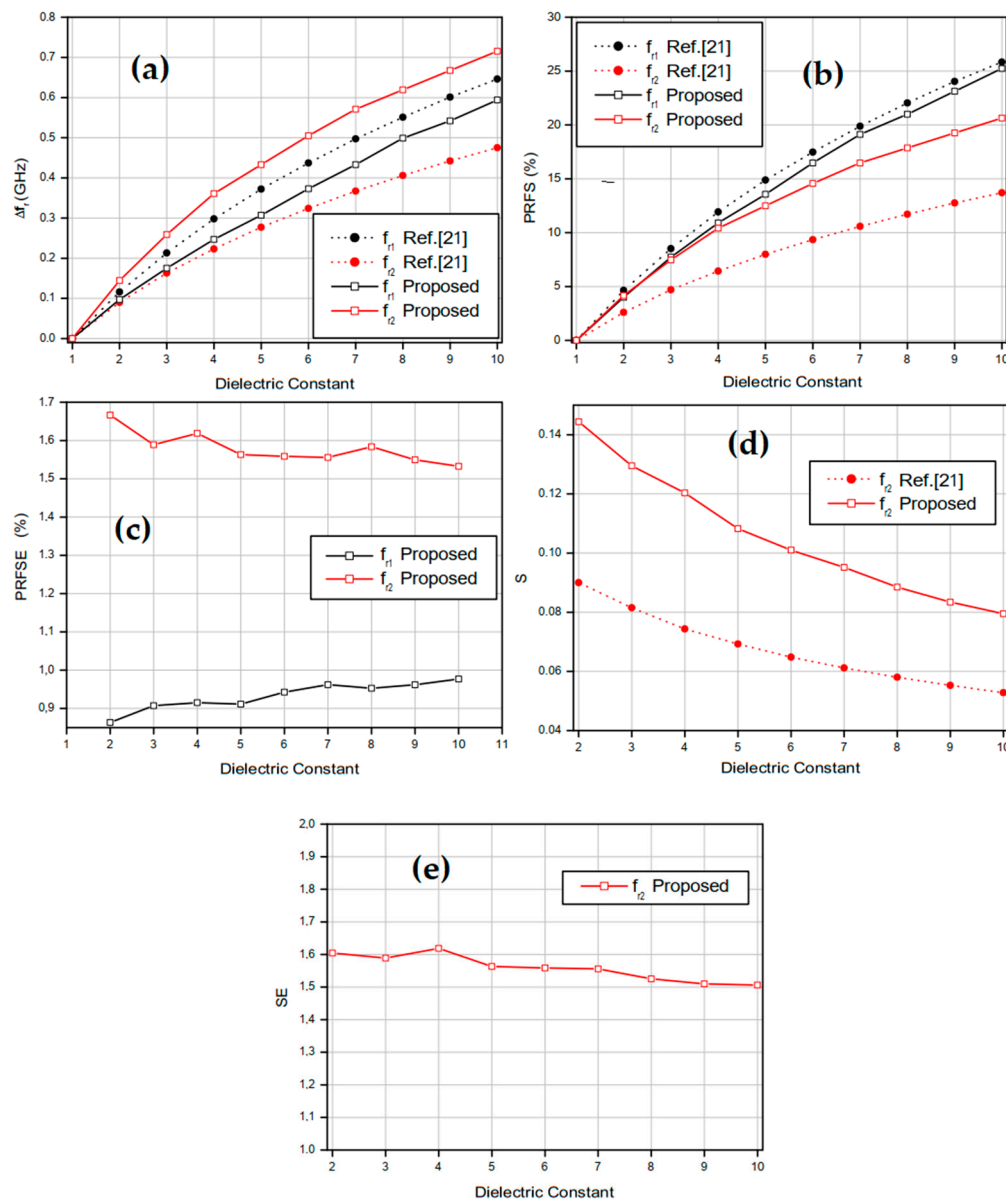 (a)
0.8
0.7
0.6
0.5
0.4
0.3
0.2
0.1
0.0
Δfr (GHz)
fr1 Ref.[21]
fr2 Ref.[21]
fr1 Proposed
fr2 Proposed
1 2 3 4 5 6 7 8 9 10
Dielectric Constant
(b)
30
25
20
15
10
5
0
PRFS (%)
fr1 Ref.[21]
fr2 Ref.[21]
fr1 Proposed
fr2 Proposed
1 2 3 4 5 6 7 8 9 10
Dielectric Constant
(c)
1.7
1.6
1.5
1.4
1.3
1.2
1.1
1,0
0,9
PRFSE (%)
fr1 Proposed
fr2 Proposed
1 2 3 4 5 6 7 8 9 10 11
Dielectric Constant
(d)
0.14
0.12
0.10
0.08
0.06
0.04
S
fr2 Ref.[21]
fr2 Proposed
2 3 4 5 6 7 8 9 10
Dielectric Constant
(e)
2,0
1,9
1,8
1,7
1,6
1,5
1,4
1,3
1,2
1,1
1.0
SE
fr2 Proposed
2 3 4 5 6 7 8 9 10
Dielectric Constant